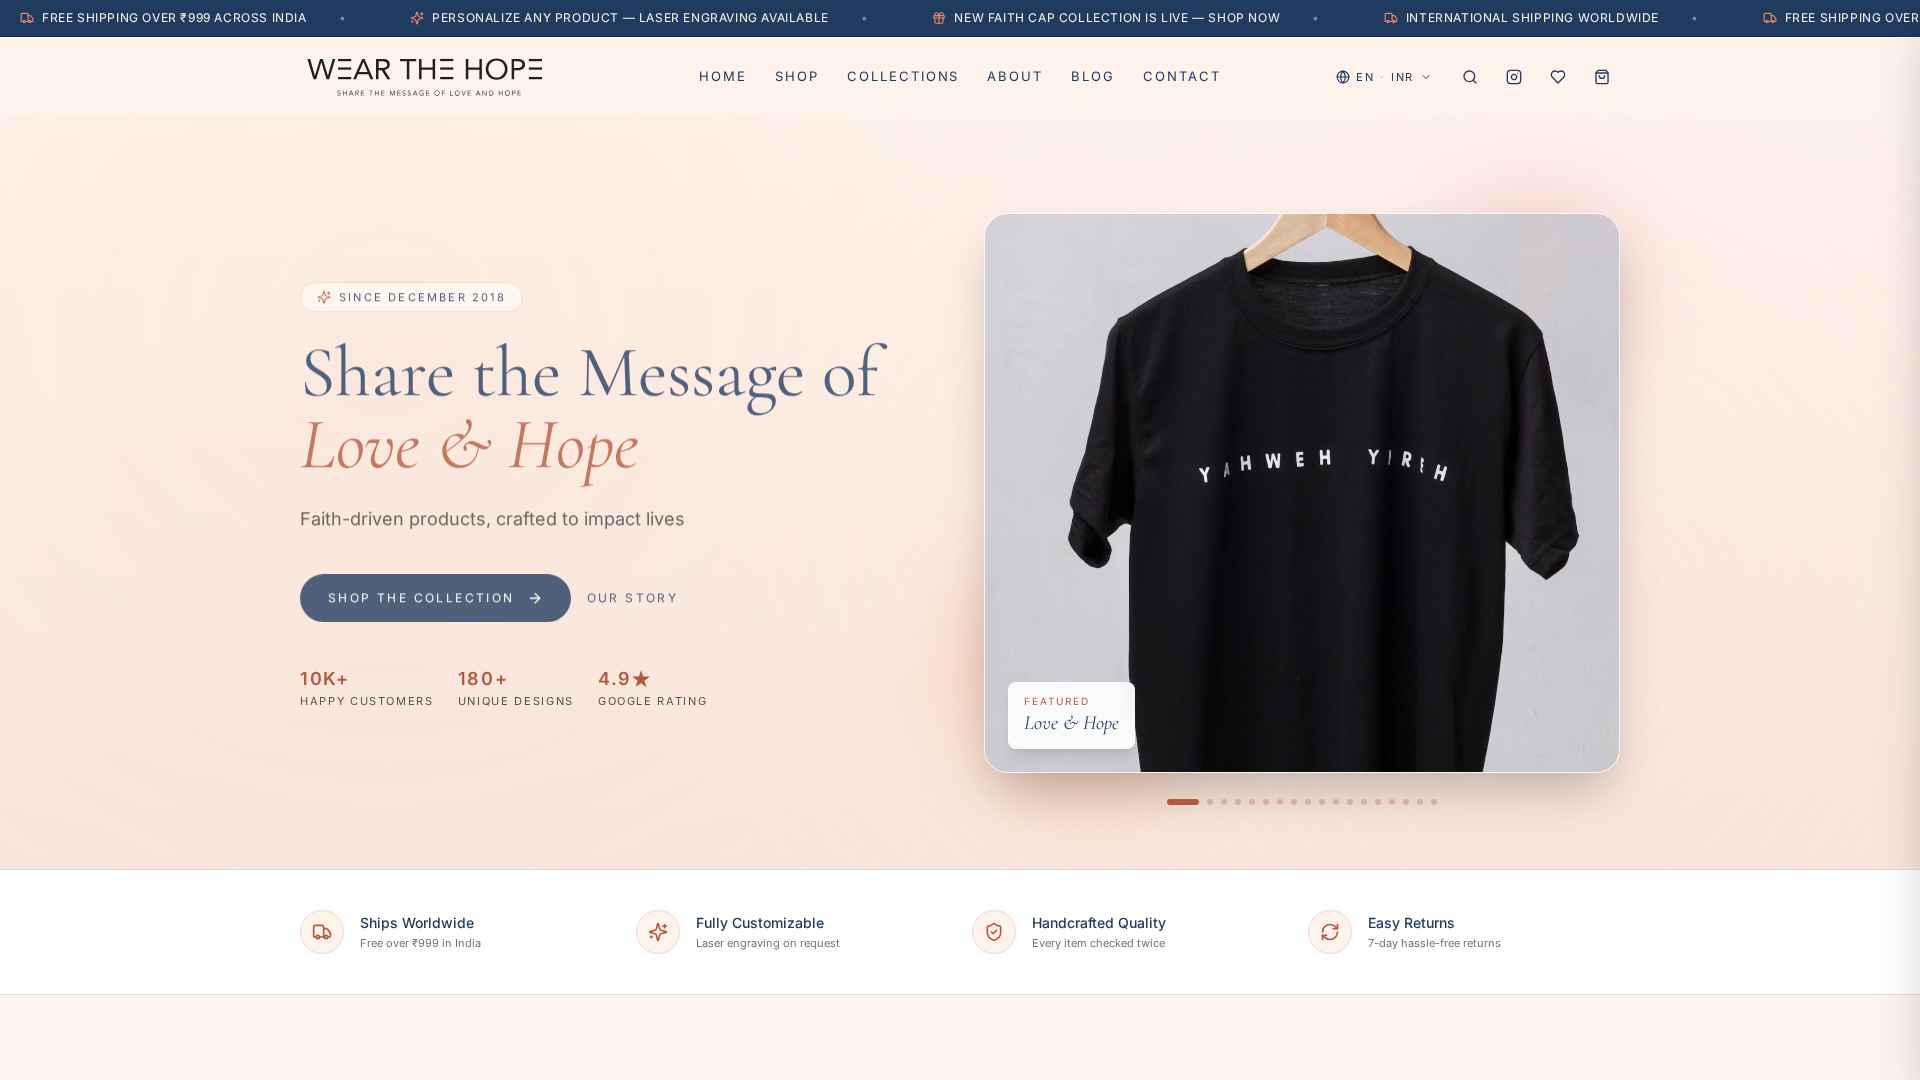 FREE SHIPPING OVER ₹999 ACROSS INDIA • PERSONALIZE ANY PRODUCT — LASER ENGRAVING AVAILABLE • NEW FAITH CAP COLLECTION IS LIVE — SHOP NOW • INTERNATIONAL SHIPPING WORLDWIDE • FREE SHIPPING OVER
WEAR THE HOPE
SHARE THE MESSAGE OF LOVE AND HOPE
HOME SHOP COLLECTIONS ABOUT BLOG CONTACT
EN · INR
SINCE DECEMBER 2018
Share the Message of
Love & Hope
Faith-driven products, crafted to impact lives
SHOP THE COLLECTION
OUR STORY
10K+ 180+ 4.9★
HAPPY CUSTOMERS UNIQUE DESIGNS GOOGLE RATING
YAHWEH YIREH
FEATURED
Love & Hope
Ships Worldwide
Free over ₹999 in India
Fully Customizable
Laser engraving on request
Handcrafted Quality
Every item checked twice
Easy Returns
7-day hassle-free returns